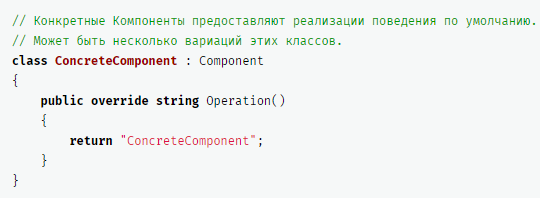 // Конкретные Компоненты предоставляют реализации поведения по умолчанию.
// Может быть несколько вариаций этих классов.
class ConcreteComponent : Component
{
    public override string Operation()
    {
        return "ConcreteComponent";
    }
}